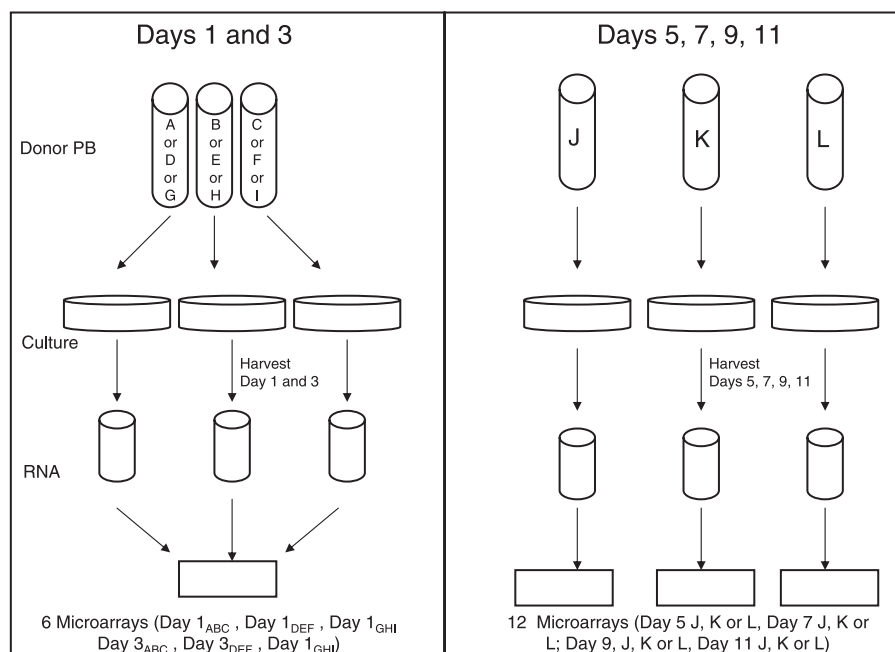 Days 1 and 3
Donor PB
A
or
D
or
G
B
or
E
or
H
C
or
F
or
I
Culture
Harvest
Day 1 and 3
RNA
6 Microarrays (Day 1ABC , Day 1DEF , Day 1GHI
Day 3ABC , Day 3DEF , Day 1GHI)
Days 5, 7, 9, 11
J
K
L
Harvest
Days 5, 7, 9, 11
12 Microarrays (Day 5 J, K or L, Day 7 J, K or
L; Day 9, J, K or L, Day 11 J, K or L)